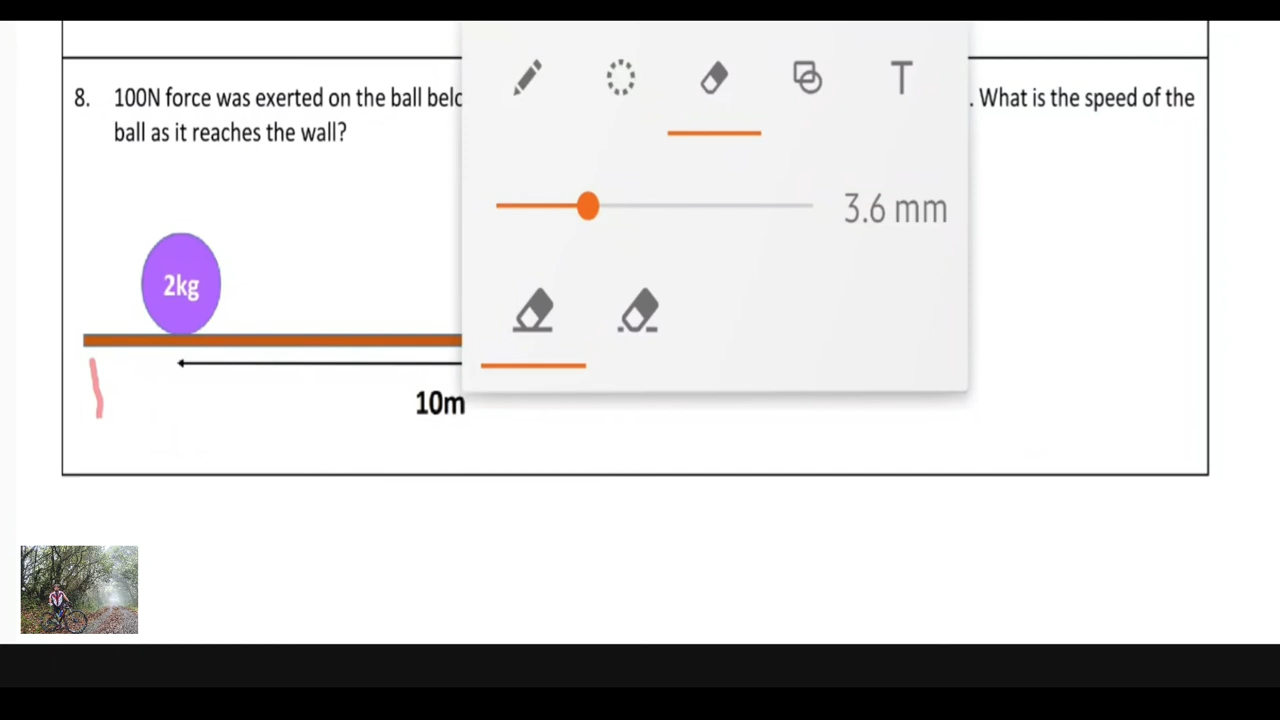 8. 100N force was exerted on the ball
. What is the speed of the
ball as it reaches the wall?
T
3.6 mm
2kg
10m